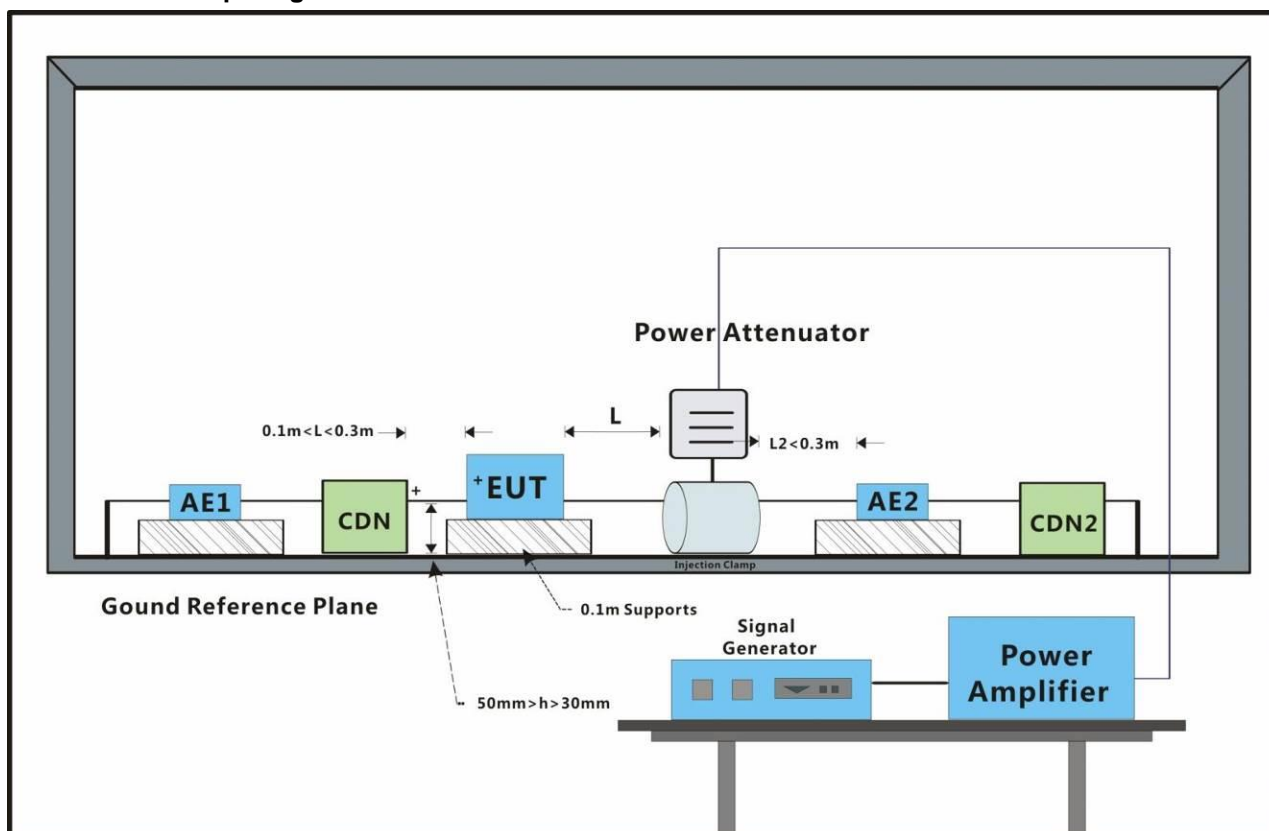 Power Attenuator
0.1m<L<0.3m
L
L2<0.3m
AE1
CDN
+
+EUT
AE2
CDN2
Injection Clamp
Gound Reference Plane
0.1m Supports
Signal
Generator
Power
Amplifier
50mm>h>30mm